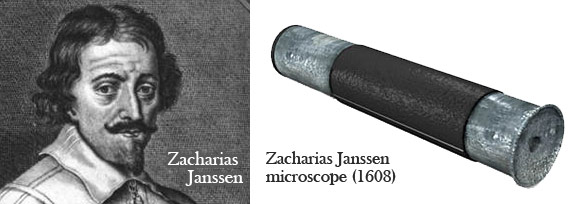 Zacharias
Janssen
Zacharias Janssen
microscope (1608)